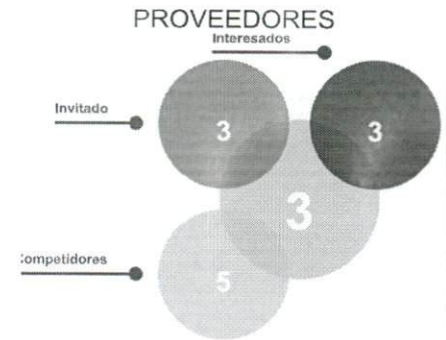 PROVEEDORES
Interesados
Invitado
3
3
3
:ompetidores
5